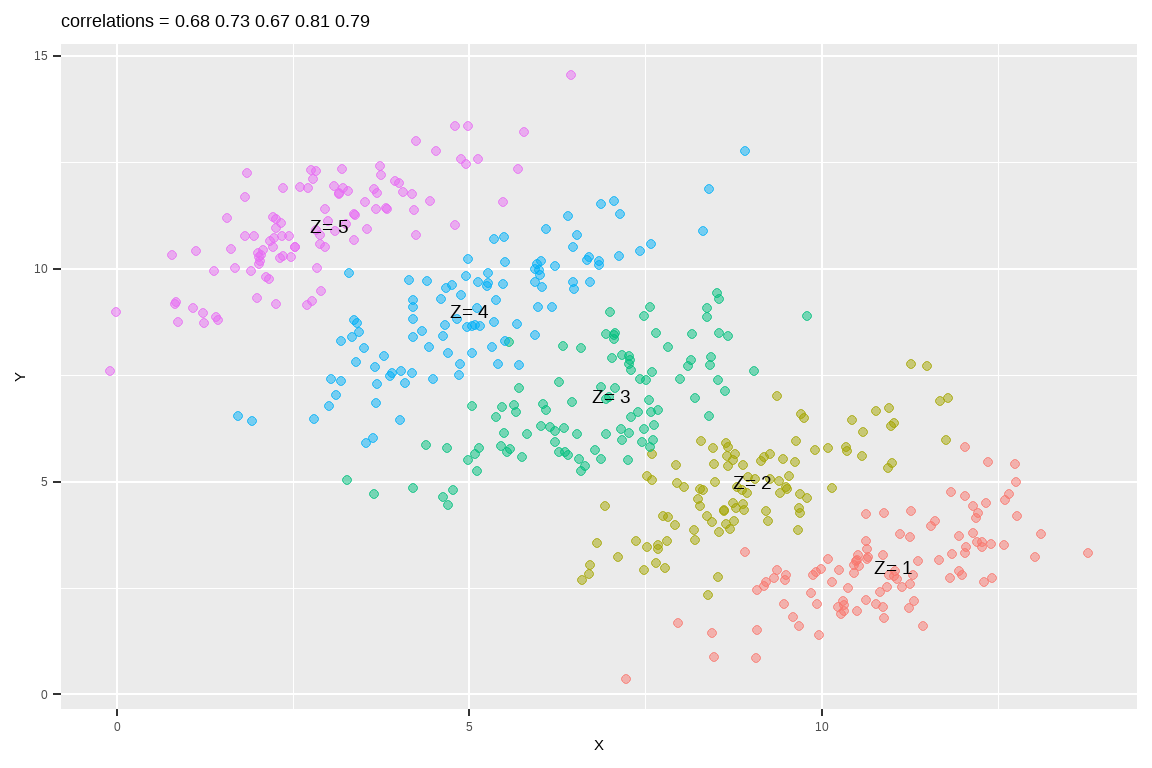 correlations = 0.68 0.73 0.67 0.81 0.79
15
10
5
0
Y
Z= 5
Z= 4
Z= 3
Z= 2
Z= 1
0 5 10
X